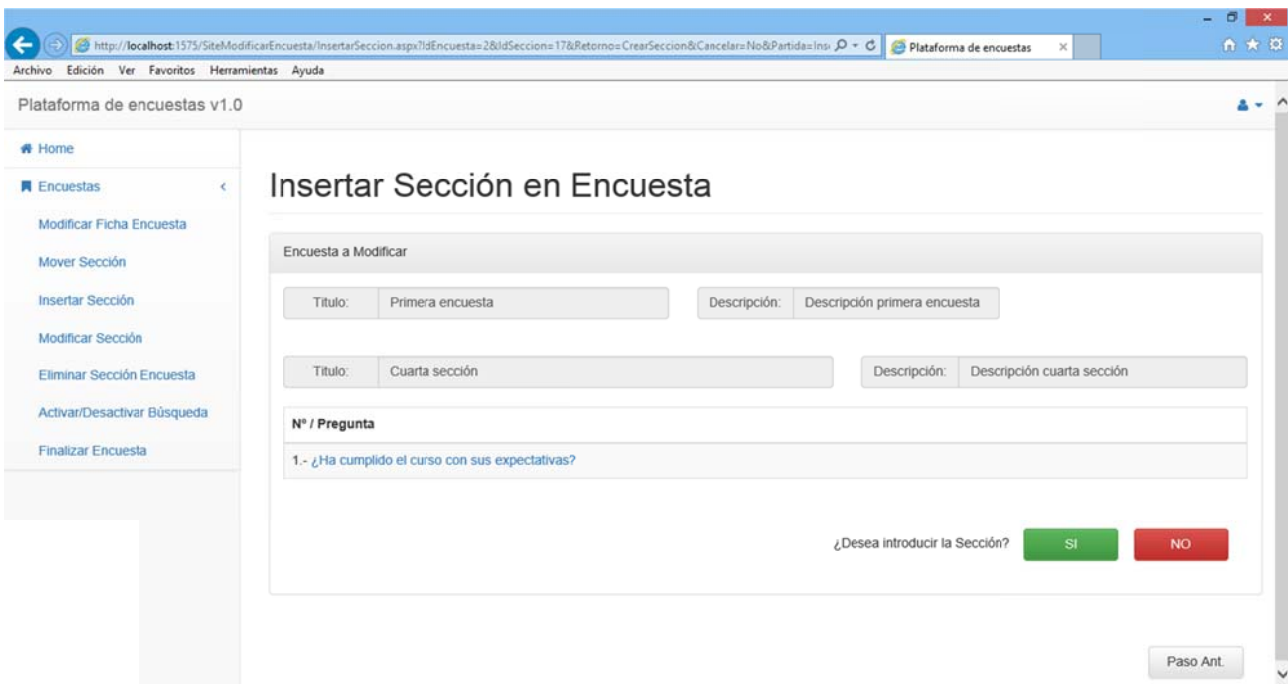 http://localhost:1575/SiteModificarEncuesta/InsertarSeccion.aspx?IdEncuesta=2&IdSeccion=17&Retorno=CrearSeccion&Cancelar=No&Partida=Ins
Plataforma de encuestas
Archivo Edición Ver Favoritos Herramientas Ayuda
Plataforma de encuestas v1.0
Home
Encuestas
Modificar Ficha Encuesta
Mover Sección
Insertar Sección
Modificar Sección
Eliminar Sección Encuesta
Activar/Desactivar Búsqueda
Finalizar Encuesta
Insertar Sección en Encuesta
Encuesta a Modificar
Titulo: Primera encuesta Descripción: Descripción primera encuesta
Titulo: Cuarta sección Descripción: Descripción cuarta sección
Nº / Pregunta
1.- ¿Ha cumplido el curso con sus expectativas?
¿Desea introducir la Sección? SI NO
Paso Ant.